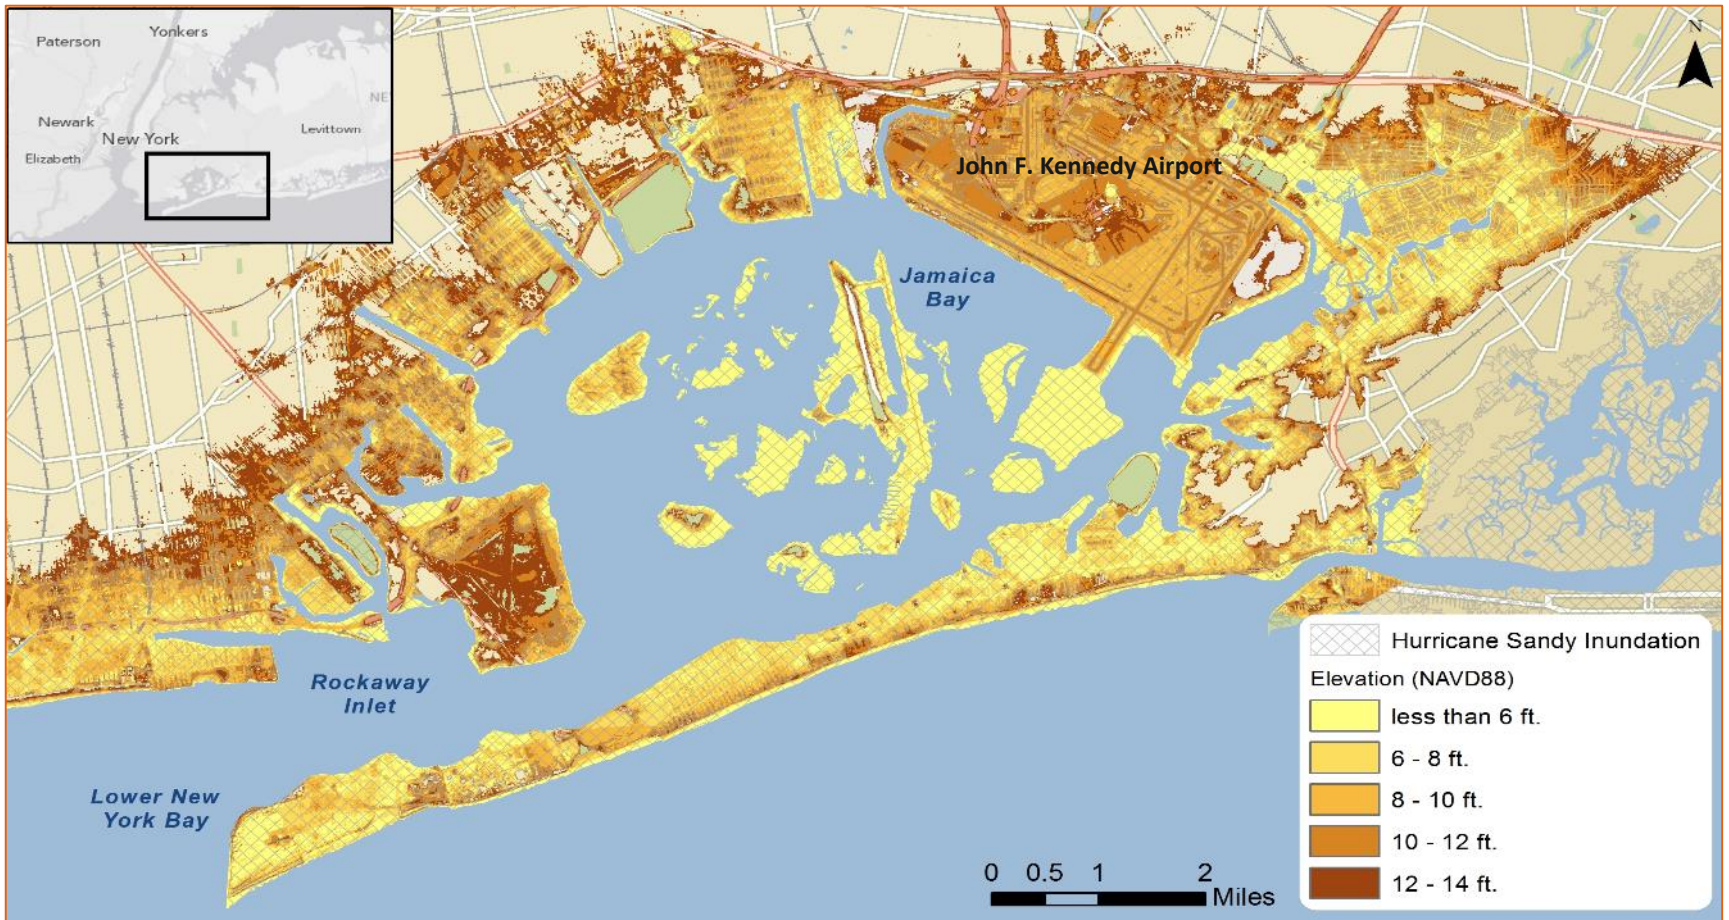 Paterson
Yonkers
NE
Newark
New York
Levittown
Elizabeth
N
John F. Kennedy Airport
Jamaica
Bay
Rockaway
Inlet
Lower New
York Bay
Hurricane Sandy Inundation
Elevation (NAVD88)
less than 6 ft.
6 - 8 ft.
8 - 10 ft.
10 - 12 ft.
12 - 14 ft.
0 0.5 1 2
Miles